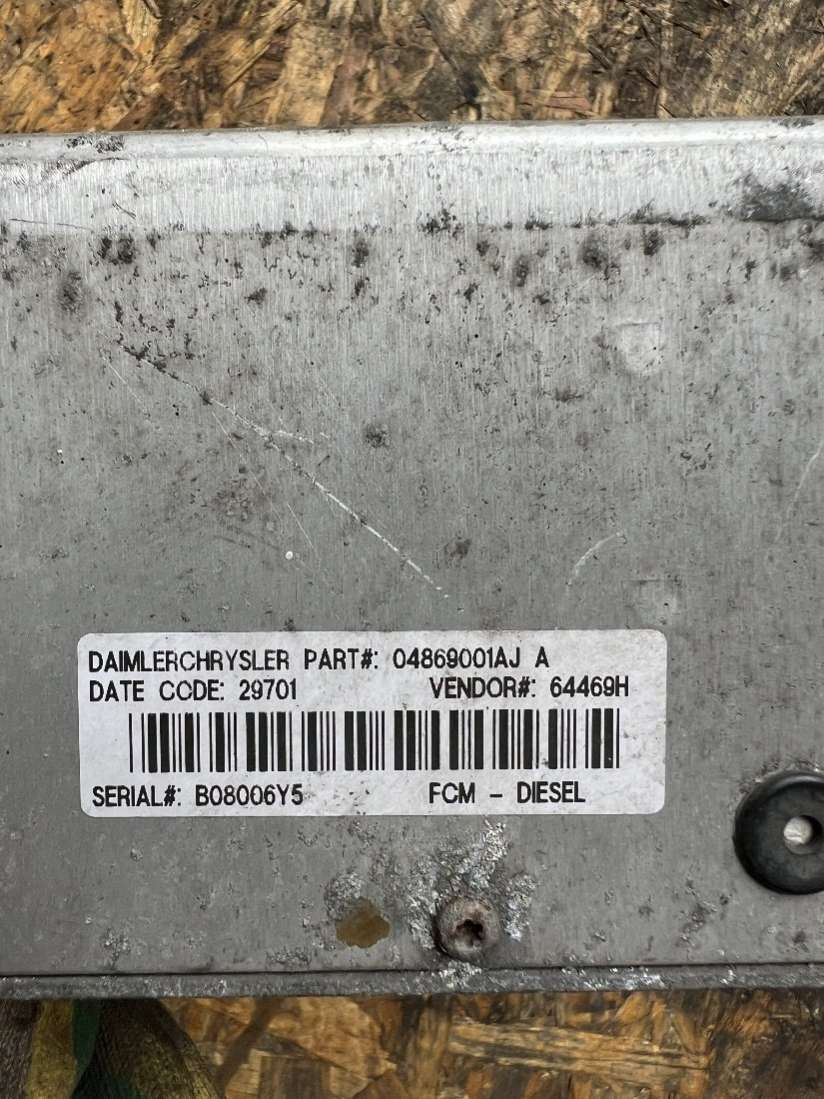 DAIMLERCHRYSLER PART#: 04869001AJ A
DATE CODE: 29701 VENDOR#: 64469H
SERIAL#: B08006Y5 FCM - DIESEL